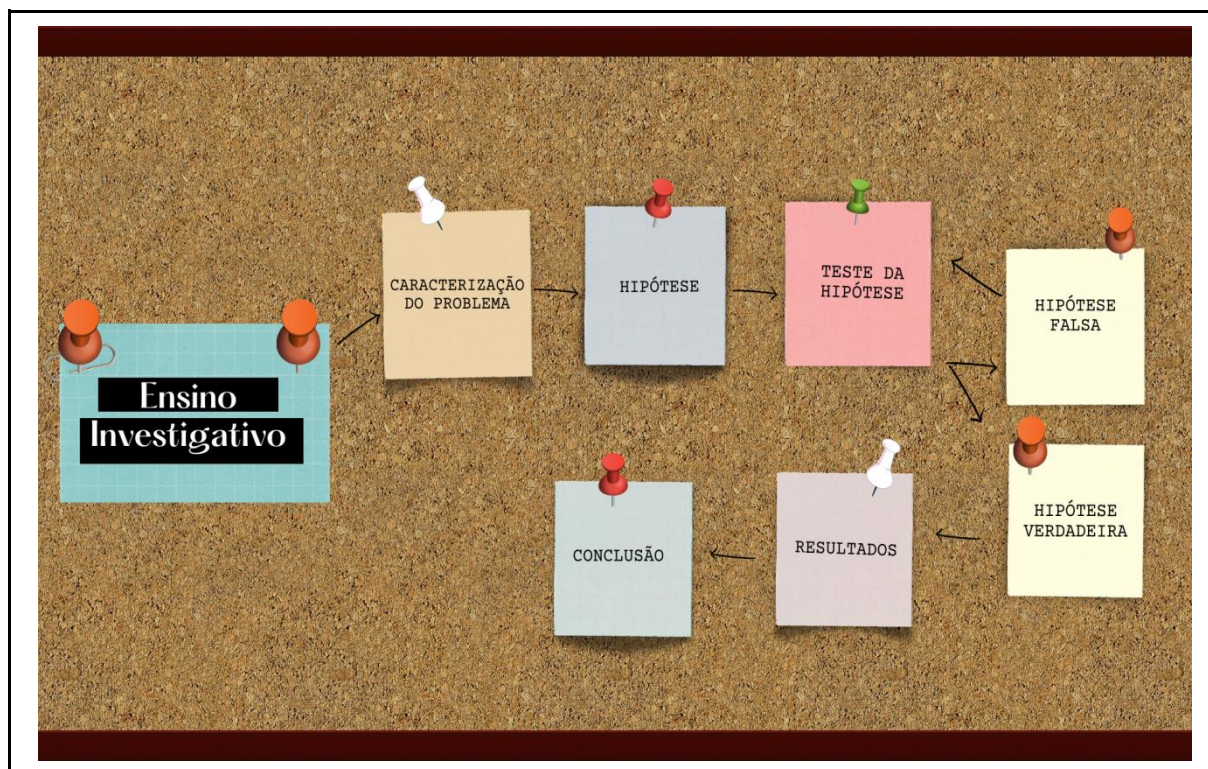 Ensino
Investigativo
CARACTERIZAÇÃO
DO PROBLEMA
HIPÓTESE
TESTE DA
HIPÓTESE
HIPÓTESE
FALSA
HIPÓTESE
VERDADEIRA
RESULTADOS
CONCLUSÃO